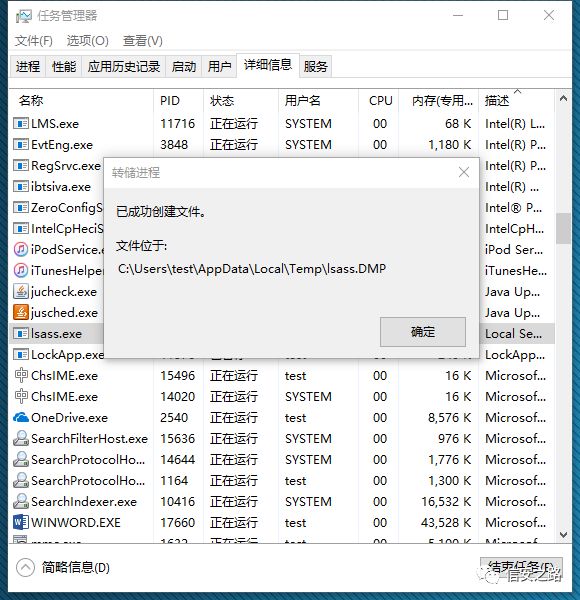 任务管理器
文件(F) 选项(O) 查看(V)
进程 性能 应用历史记录 启动 用户 详细信息 服务
名称 PID 状态 用户名 CPU 内存(专用... 描述
LMS.exe 11716 正在运行 SYSTEM 00 68 K Intel(R) L...
EvtEng.exe 3848 正在运行 SYSTEM 00 1,180 K Intel(R) P...
RegSrvc.exe Intel(R) P...
ibtsiva.exe Intel(R) ...
ZeroConfigS Intel® P...
IntelCpHeciS IntelCpH...
iPodService. iPod Ser...
iTunesHelper iTunesHe...
jucheck.exe Java Up...
jusched.exe Java Up...
lsass.exe Local Se...
LockApp.exe LockApp...
转储进程
已成功创建文件。
文件位于:
C:\Users\test\AppData\Local\Temp\lsass.DMP
确定
ChsIME.exe 15496 正在运行 test 00 16 K Microsof...
ChsIME.exe 14020 正在运行 SYSTEM 00 16 K Microsof...
OneDrive.exe 2540 正在运行 test 00 8,576 K Microsof...
SearchFilterHost.exe 15636 正在运行 SYSTEM 00 976 K Microsof...
SearchProtocolHo... 14644 正在运行 SYSTEM 00 1,776 K Microsof...
SearchProtocolHo... 1164 正在运行 test 00 1,300 K Microsof...
SearchIndexer.exe 10416 正在运行 SYSTEM 00 16,532 K Microsof...
WINWORD.EXE 17660 正在运行 test 00 43,528 K Microsof...
简略信息(D)
结束任务(E)
信安之路